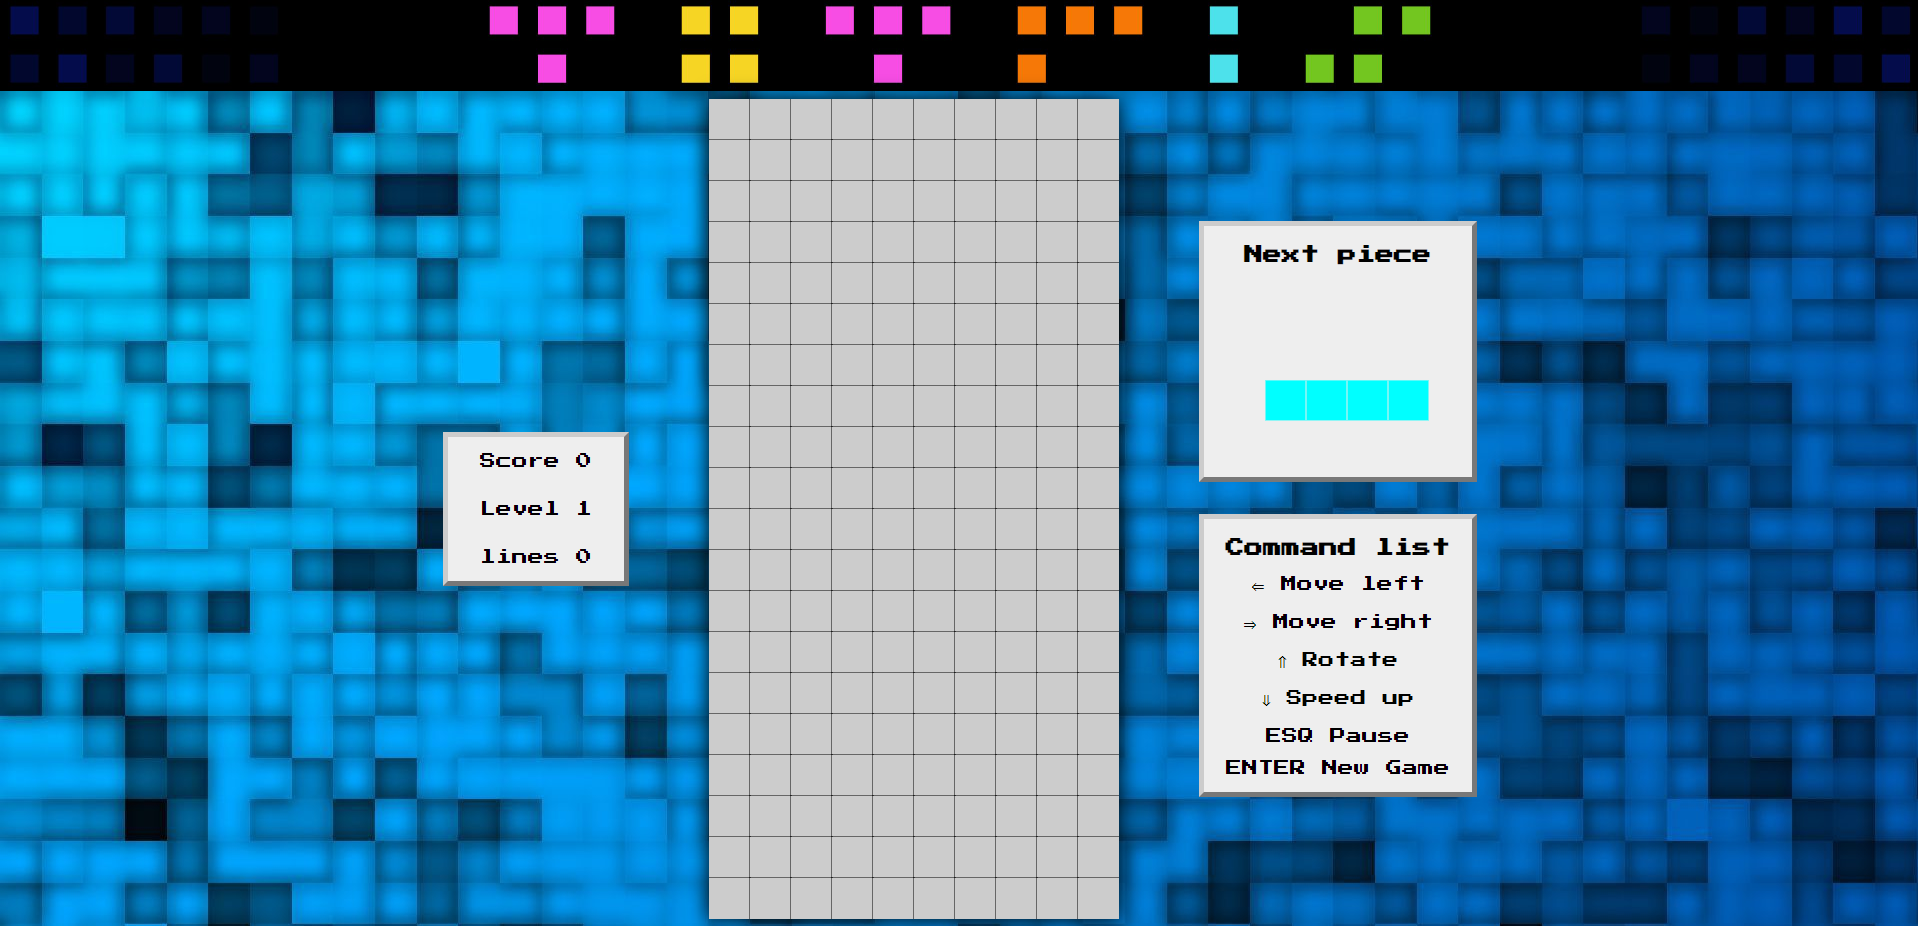 Score 0
Level 1
lines 0
Next piece
Command list
⇐ Move left
⇒ Move right
⇑ Rotate
⇓ Speed up
ESQ Pause
ENTER New Game